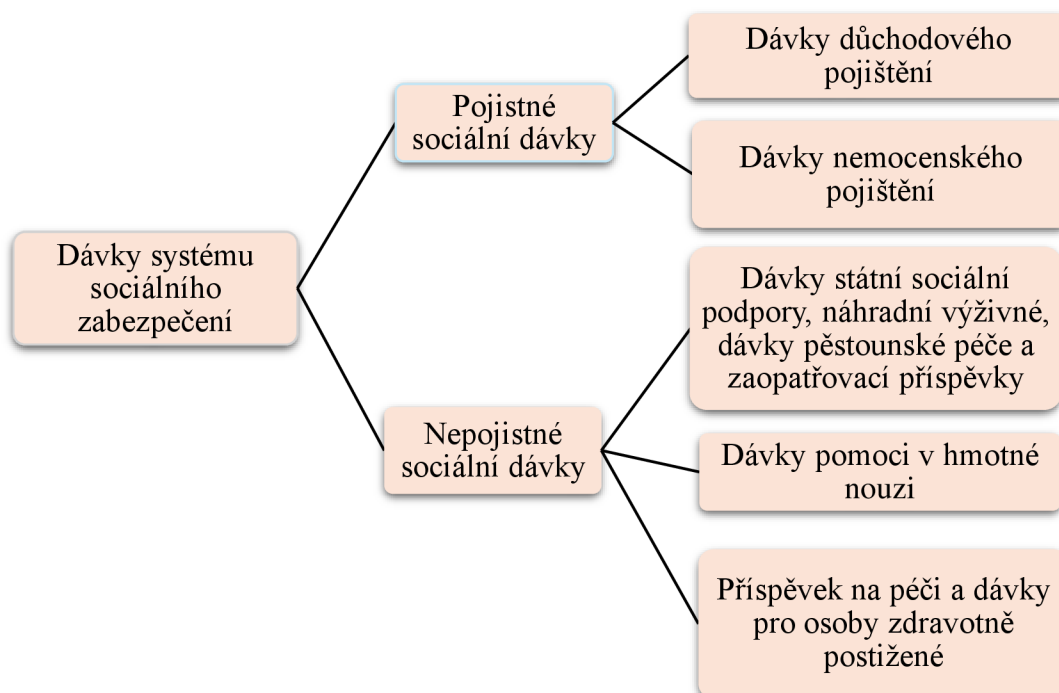 Dávky systému
sociálního
zabezpečení
Pojistné
sociální dávky
Dávky důchodového
pojištění
Dávky nemocenského
pojištění
Nepojistné
sociální dávky
Dávky státní sociální
podpory, náhradní výživné,
dávky pěstounské péče a
zaopatřovací příspěvky
Dávky pomoci v hmotné
nouzi
Příspěvek na péči a dávky
pro osoby zdravotně
postižené